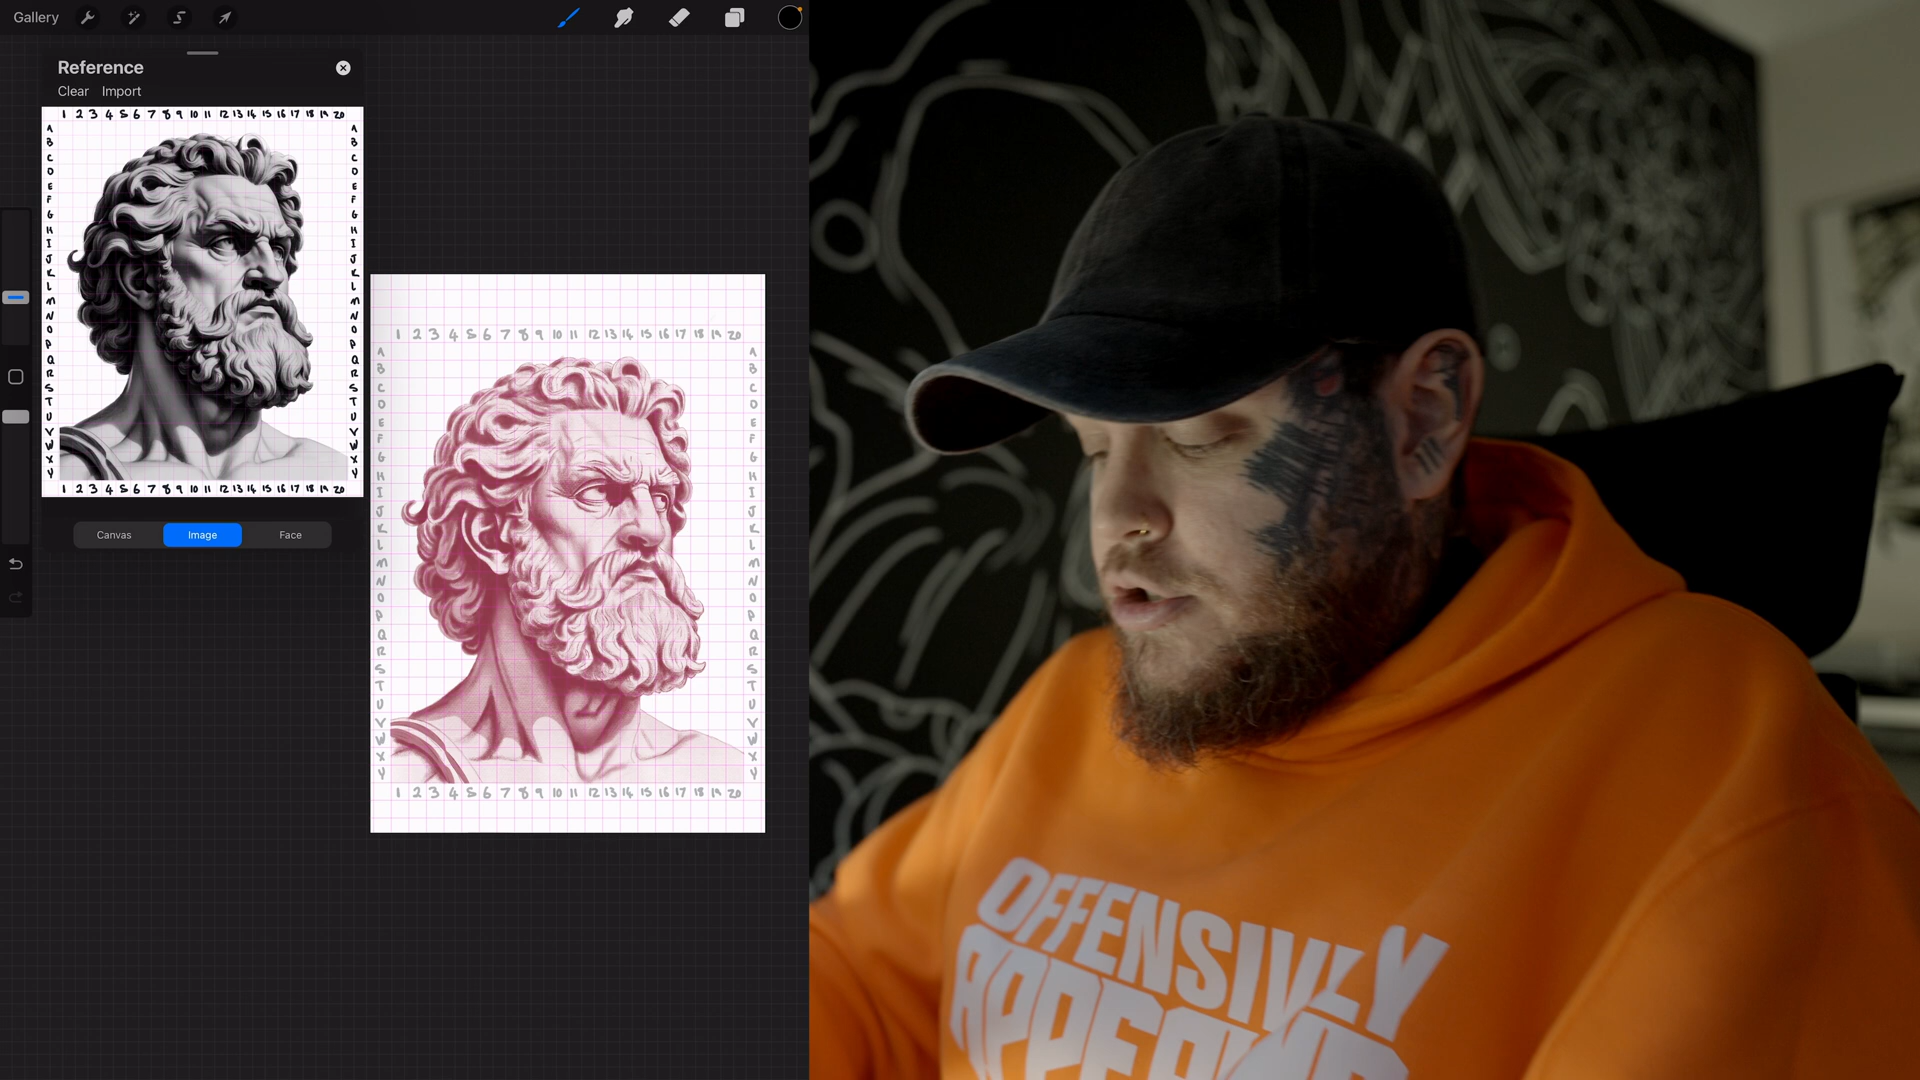 Gallery
Reference
Clear Import
1 2 3 4 5 6 7 8 9 10 11 12 13 14 15 16 17 18 19 20
A A
B B
C C
D D
E E
F F
G G
H H
I I
J J
K K
L L
M M
N N
O O
P P
Q Q
R R
S S
T T
U U
V V
W W
X X
Y Y
1 2 3 4 5 6 7 8 9 10 11 12 13 14 15 16 17 18 19 20
Canvas Image Face
1 2 3 4 5 6 7 8 9 10 11 12 13 14 15 16 17 18 19 20
A A
B B
C C
D D
E E
F F
G G
H H
I I
J J
K K
L L
M M
N N
O O
P P
Q Q
R R
S S
T T
U U
V V
W W
X X
Y Y
1 2 3 4 5 6 7 8 9 10 11 12 13 14 15 16 17 18 19 20
OFFENSIVLY